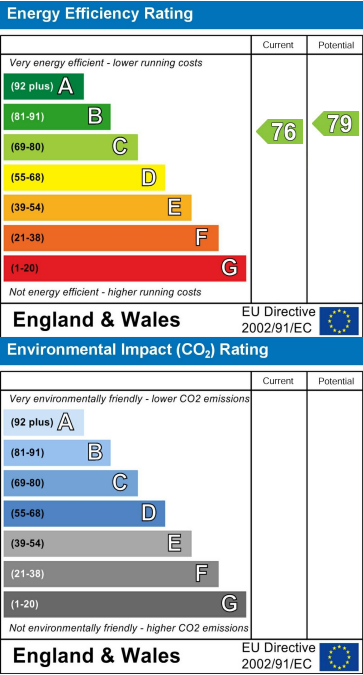 Energy Efficiency Rating
Current Potential
Very energy efficient - lower running costs
(92 plus) A
(81-91) B
(69-80) C
76 79
(55-68) D
(39-54) E
(21-38) F
(1-20) G
Not energy efficient - higher running costs
England & Wales
EU Directive
2002/91/EC
Environmental Impact (CO₂) Rating
Current Potential
Very environmentally friendly - lower CO2 emissions
(92 plus) A
(81-91) B
(69-80) C
(55-68) D
(39-54) E
(21-38) F
(1-20) G
Not environmentally friendly - higher CO2 emissions
England & Wales
EU Directive
2002/91/EC